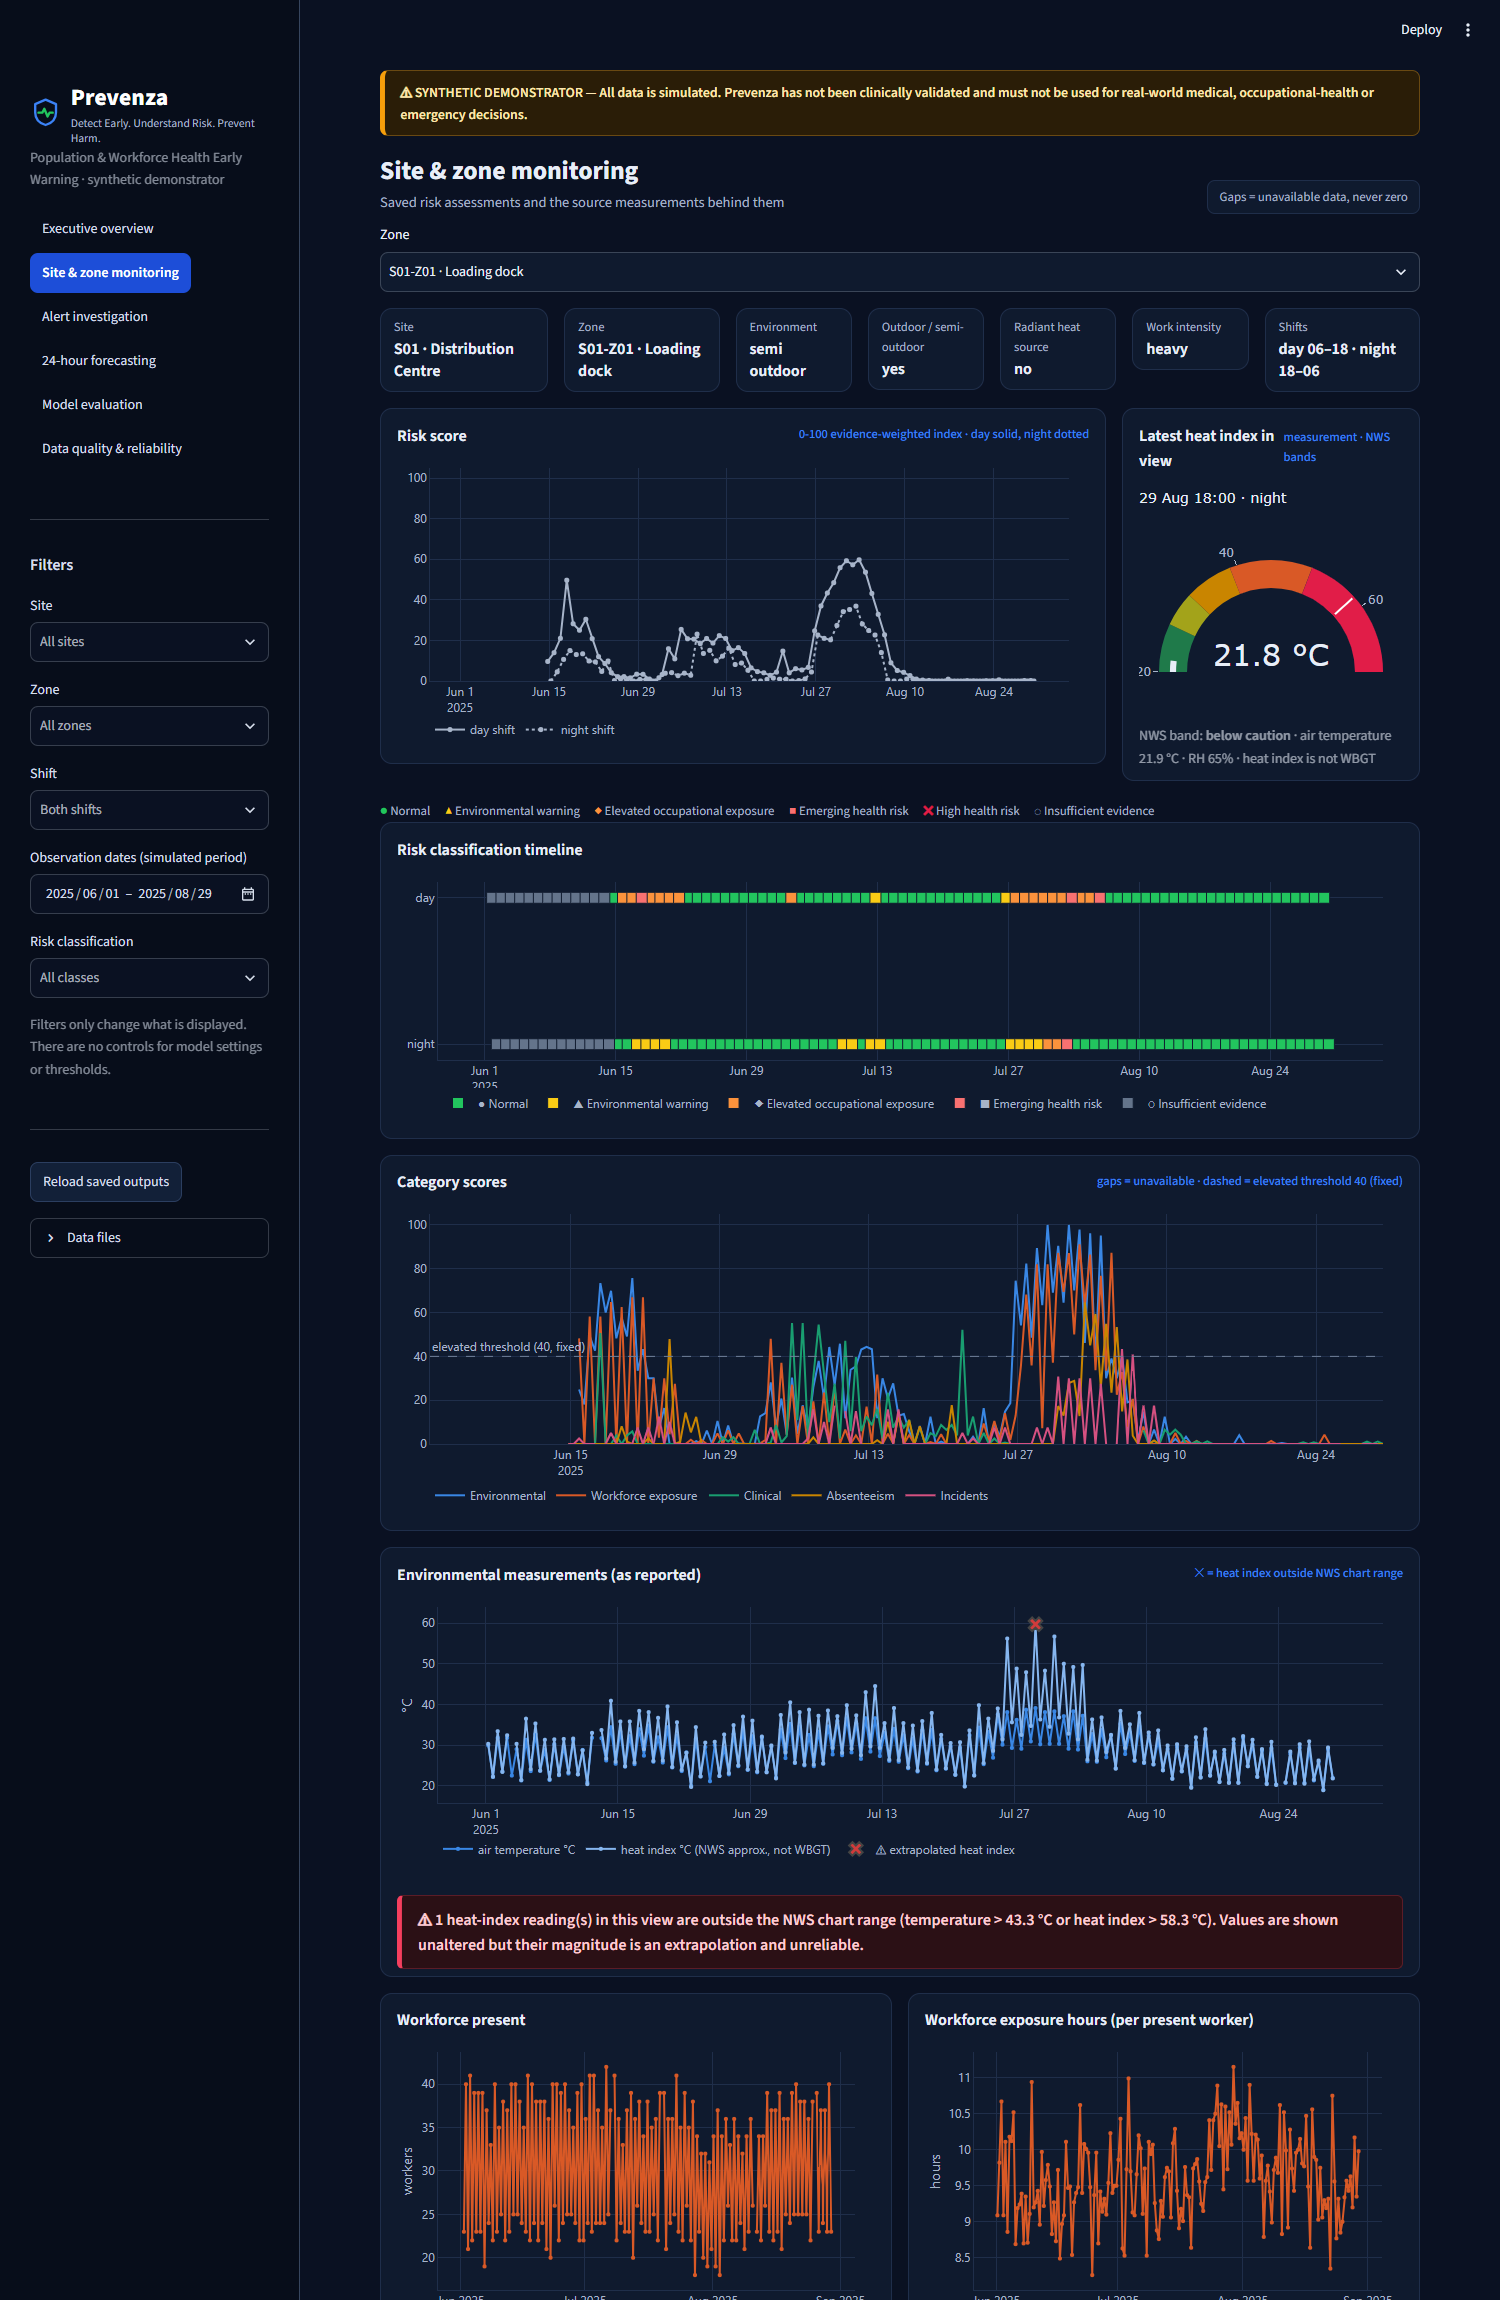 Deploy
Prevenza
Detect Early. Understand Risk. Prevent
Harm.
Population & Workforce Health Early
Warning · synthetic demonstrator
Executive overview
Site & zone monitoring
Alert investigation
24-hour forecasting
Model evaluation
Data quality & reliability
Filters
Site
All sites
Zone
All zones
Shift
Both shifts
Observation dates (simulated period)
2025/06/01 – 2025/08/29
Risk classification
All classes
Filters only change what is displayed.
There are no controls for model settings
or thresholds.
Reload saved outputs
Data files
⚠ SYNTHETIC DEMONSTRATOR — All data is simulated. Prevenza has not been clinically validated and must not be used for real-world medical, occupational-health or
emergency decisions.
Site & zone monitoring
Saved risk assessments and the source measurements behind them
Gaps = unavailable data, never zero
Zone
S01-Z01 · Loading dock
Site
S01 · Distribution
Centre
Zone
S01-Z01 · Loading
dock
Environment
semi
outdoor
Outdoor / semi-
outdoor
yes
Radiant heat
source
no
Work intensity
heavy
Shifts
day 06–18 · night
18–06
Risk score
0-100 evidence-weighted index · day solid, night dotted
100
80
60
40
20
0
Jun 1
2025
Jun 15
Jun 29
Jul 13
Jul 27
Aug 10
Aug 24
day shift
night shift
Latest heat index in
view
measurement · NWS
bands
29 Aug 18:00 · night
20
40
60
21.8 °C
NWS band: below caution · air temperature
21.9 °C · RH 65% · heat index is not WBGT
● Normal ▲ Environmental warning ◆ Elevated occupational exposure ■ Emerging health risk ✖ High health risk ○ Insufficient evidence
Risk classification timeline
day
night
Jun 1
2025
Jun 15
Jun 29
Jul 13
Jul 27
Aug 10
Aug 24
● Normal ▲ Environmental warning ◆ Elevated occupational exposure ■ Emerging health risk ○ Insufficient evidence
Category scores
gaps = unavailable · dashed = elevated threshold 40 (fixed)
100
80
60
elevated threshold (40, fixed)
40
20
0
Jun 15
2025
Jun 29
Jul 13
Jul 27
Aug 10
Aug 24
Environmental
Workforce exposure
Clinical
Absenteeism
Incidents
Environmental measurements (as reported)
✕ = heat index outside NWS chart range
60
50
40
30
20
°C
Jun 1
2025
Jun 15
Jun 29
Jul 13
Jul 27
Aug 10
Aug 24
air temperature °C
heat index °C (NWS approx., not WBGT)
⚠ extrapolated heat index
⚠ 1 heat-index reading(s) in this view are outside the NWS chart range (temperature > 43.3 °C or heat index > 58.3 °C). Values are shown
unaltered but their magnitude is an extrapolation and unreliable.
Workforce present
40
35
30
25
20
workers
Jun 2025
Jul 2025
Aug 2025
Sep 2025
Workforce exposure hours (per present worker)
11
10.5
10
9.5
9
8.5
hours
Jun 2025
Jul 2025
Aug 2025
Sep 2025